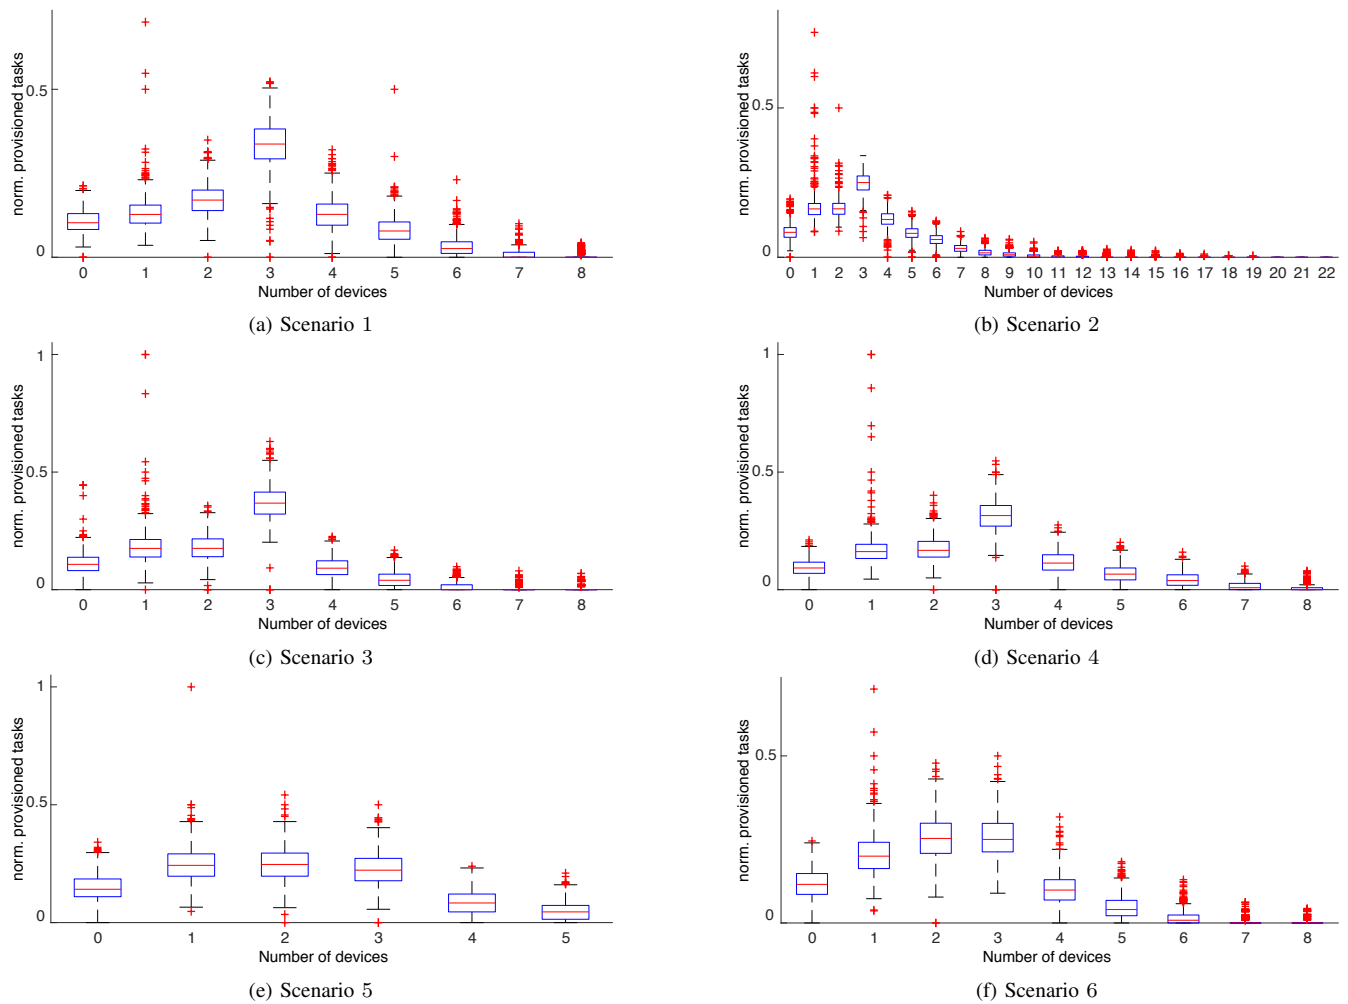 norm. provisioned tasks
0.5
0
0 1 2 3 4 5 6 7 8
Number of devices
(a) Scenario 1
norm. provisioned tasks
0.5
0
0 1 2 3 4 5 6 7 8 9 10 11 12 13 14 15 16 17 18 19 20 21 22
Number of devices
(b) Scenario 2
norm. provisioned tasks
1
0.5
0
0 1 2 3 4 5 6 7 8
Number of devices
(c) Scenario 3
norm. provisioned tasks
1
0.5
0
0 1 2 3 4 5 6 7 8
Number of devices
(d) Scenario 4
norm. provisioned tasks
1
0.5
0
0 1 2 3 4 5
Number of devices
(e) Scenario 5
norm. provisioned tasks
0.5
0
0 1 2 3 4 5 6 7 8
Number of devices
(f) Scenario 6